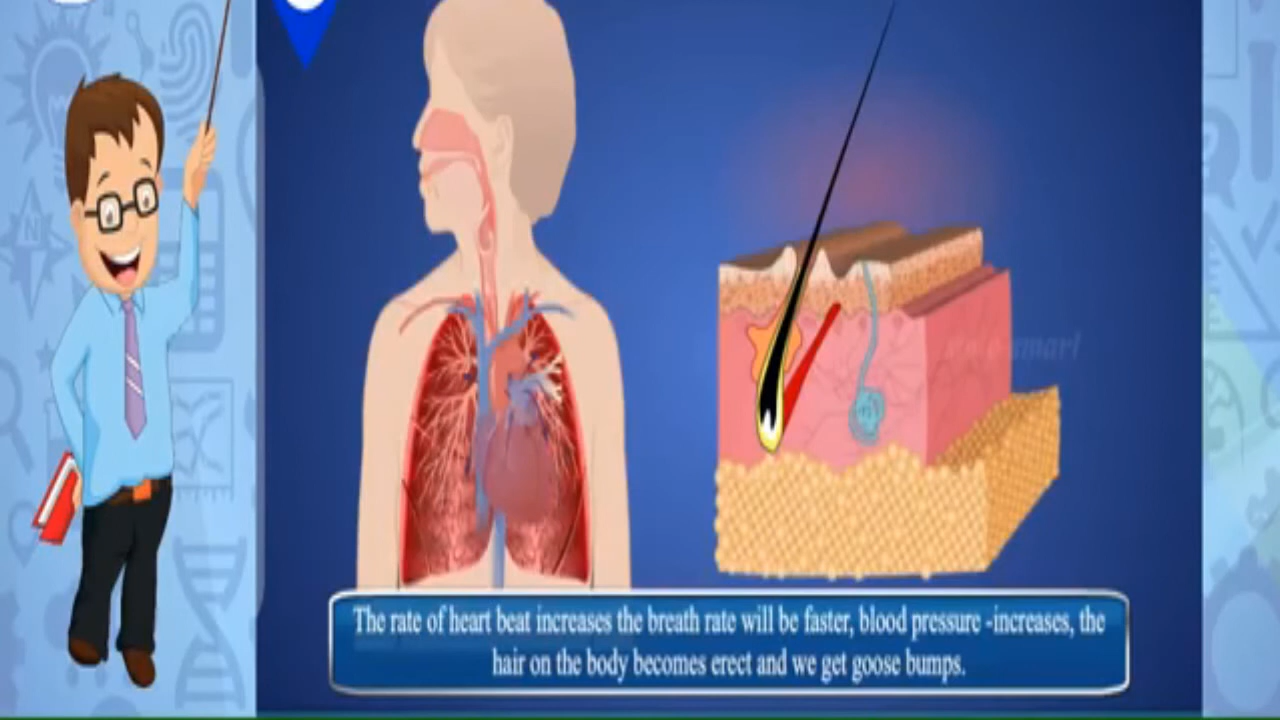 The rate of heart beat increases the breath rate will be faster, blood pressure -increases, the
hair on the body becomes erect and we get goose bumps.
N